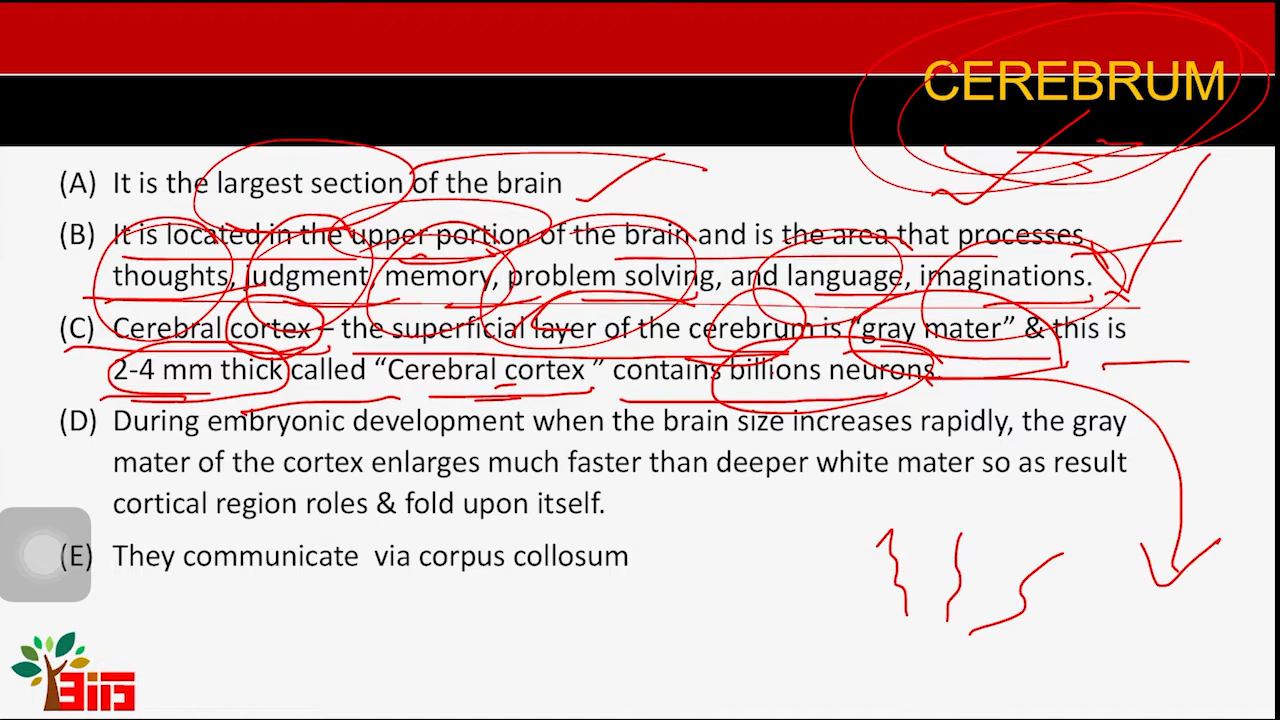 CEREBRUM
(A) It is the largest section of the brain
(B) It is located in the upper portion of the brain and is the area that processes
thoughts, judgment, memory, problem solving, and language, imaginations.
(C) Cerebral cortex – the superficial layer of the cerebrum is “gray mater” & this is
2-4 mm thick called “Cerebral cortex ” contains billions neurons.
(D) During embryonic development when the brain size increases rapidly, the gray
mater of the cortex enlarges much faster than deeper white mater so as result
cortical region roles & fold upon itself.
(E) They communicate via corpus collosum